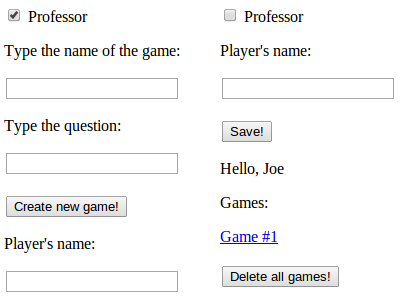 Professor
Type the name of the game:
Type the question:
Create new game!
Player's name:
Professor
Player's name:
Save!
Hello, Joe
Games:
Game #1
Delete all games!